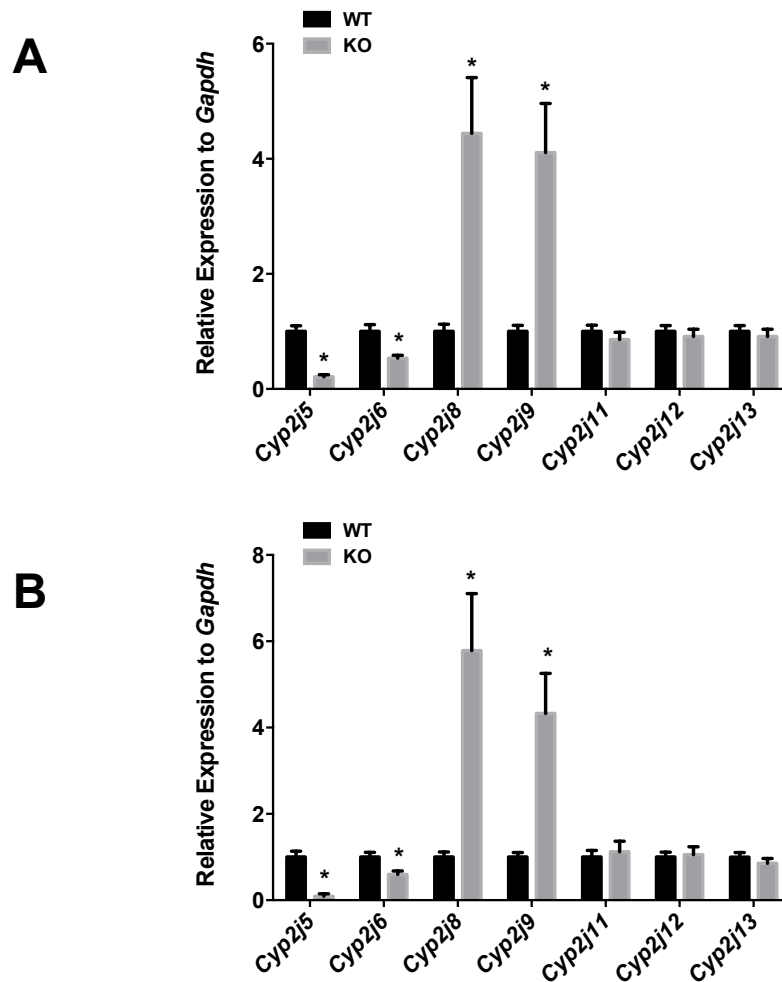 A
WT
KO
Relative Expression to Gapdh
6
4
2
0
*
*
*
*
Cyp2j5
Cyp2j6
Cyp2j8
Cyp2j9
Cyp2j11
Cyp2j12
Cyp2j13
B
WT
KO
Relative Expression to Gapdh
8
6
4
2
0
*
*
*
*
Cyp2j5
Cyp2j6
Cyp2j8
Cyp2j9
Cyp2j11
Cyp2j12
Cyp2j13